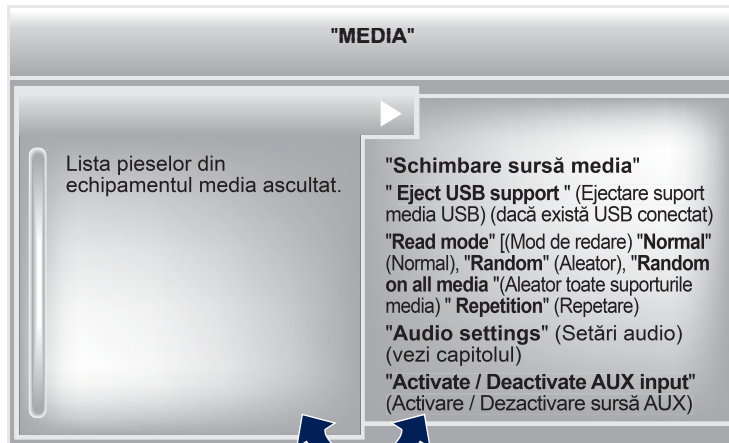 "MEDIA"
Lista pieselor din
echipamentul media ascultat.
"Schimbare sursă media"
" Eject USB support " (Ejectare suport
media USB) (dacă există USB conectat)
"Read mode" [(Mod de redare) "Normal"
(Normal), "Random" (Aleator), "Random
on all media "(Aleator toate suporturile
media) " Repetition" (Repetare)
"Audio settings" (Setări audio)
(vezi capitolul)
"Activate / Deactivate AUX input"
(Activare / Dezactivare sursă AUX)